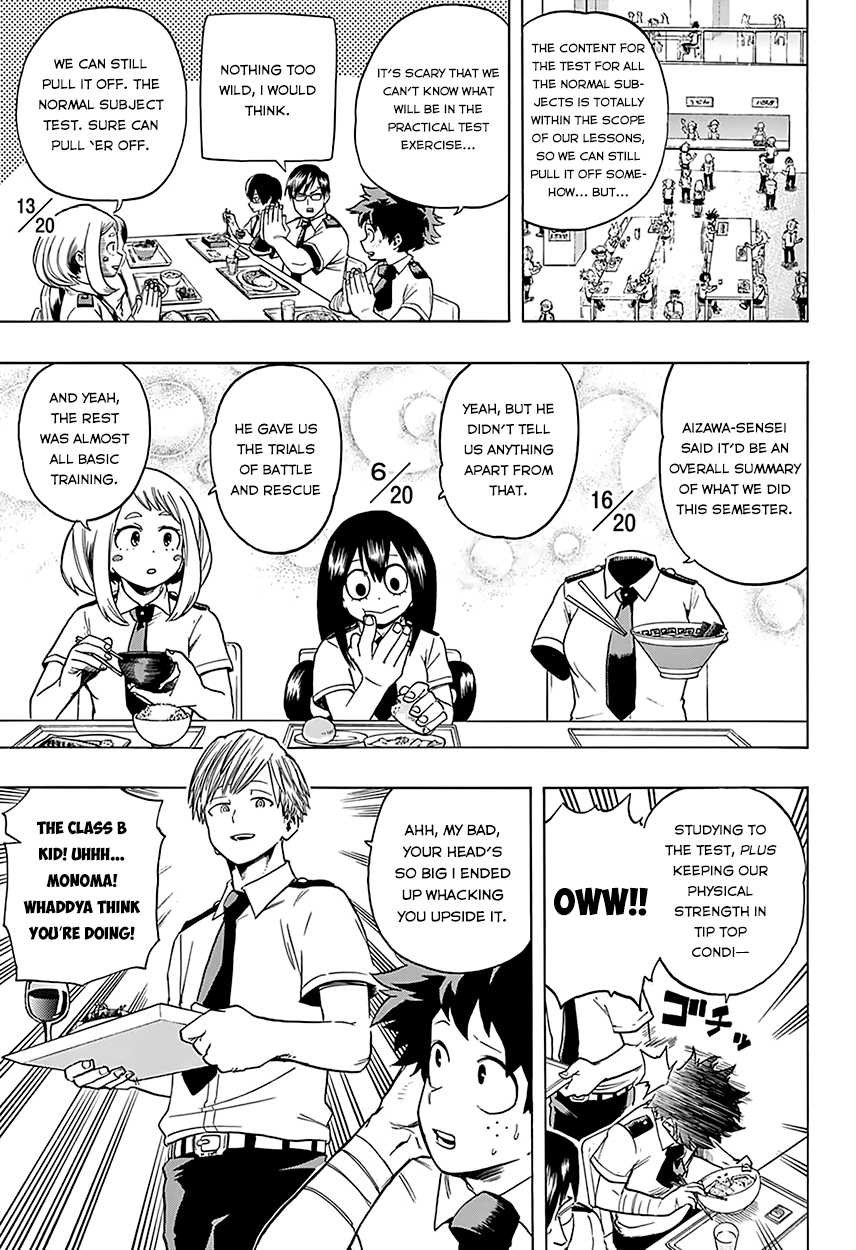 THE CONTENT FOR
THE TEST FOR ALL
THE NORMAL SUB-
JECTS IS TOTALLY
WITHIN THE SCOPE
OF OUR LESSONS,
SO WE CAN STILL
PULL IT OFF SOME-
HOW... BUT...
IT'S SCARY THAT WE
CAN'T KNOW WHAT
WILL BE IN THE
PRACTICAL TEST
EXERCISE...
NOTHING TOO
WILD, I WOULD
THINK.
WE CAN STILL
PULL IT OFF. THE
NORMAL SUBJECT
TEST. SURE CAN
PULL 'ER OFF.
13/20
AIZAWA-SENSEI
SAID IT'D BE AN
OVERALL SUMMARY
OF WHAT WE DID
THIS SEMESTER.
16/20
YEAH, BUT HE
DIDN'T TELL
US ANYTHING
APART FROM
THAT.
6/20
HE GAVE US
THE TRIALS
OF BATTLE
AND RESCUE
AND YEAH,
THE REST
WAS ALMOST
ALL BASIC
TRAINING.
STUDYING TO
THE TEST, PLUS
KEEPING OUR
PHYSICAL
STRENGTH IN
TIP TOP
CONDI—
OWW!!
ゴチッ
AHH, MY BAD,
YOUR HEAD'S
SO BIG I ENDED
UP WHACKING
YOU UPSIDE IT.
THE CLASS B
KID! UHHH...
MONOMA!
WHADDYA THINK
YOU'RE DOING!